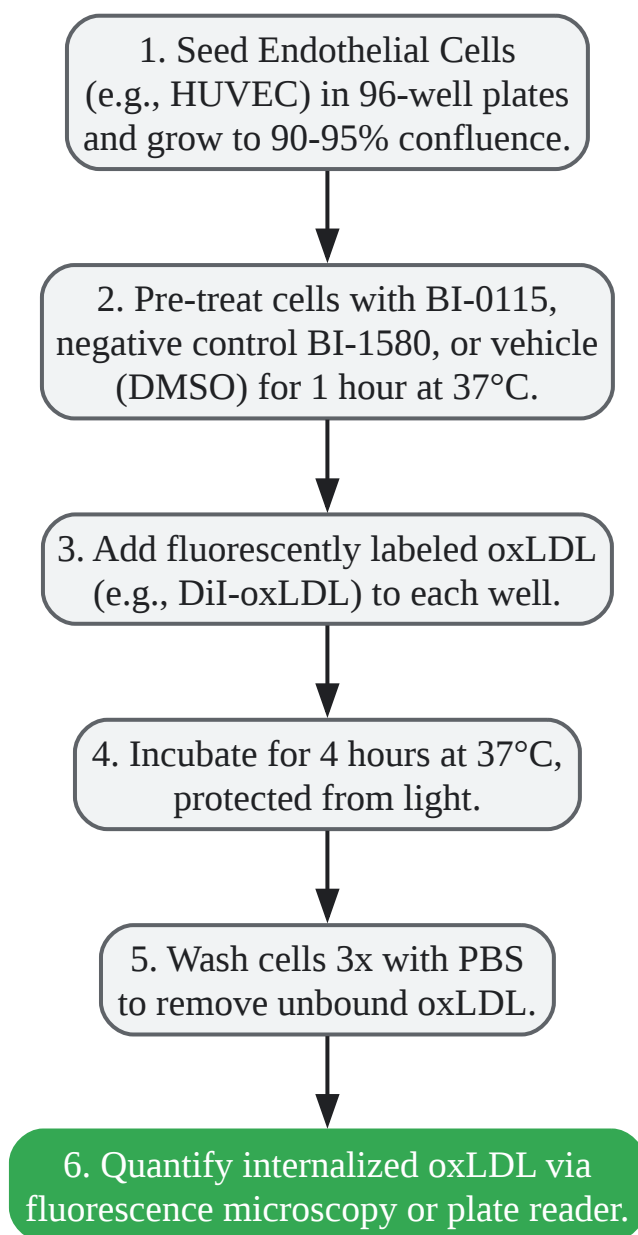 1. Seed Endothelial Cells
(e.g., HUVEC) in 96-well plates
and grow to 90-95% confluence.
2. Pre-treat cells with BI-0115,
negative control BI-1580, or vehicle
(DMSO) for 1 hour at 37°C.
3. Add fluorescently labeled oxLDL
(e.g., DiI-oxLDL) to each well.
4. Incubate for 4 hours at 37°C,
protected from light.
5. Wash cells 3x with PBS
to remove unbound oxLDL.
6. Quantify internalized oxLDL via
fluorescence microscopy or plate reader.